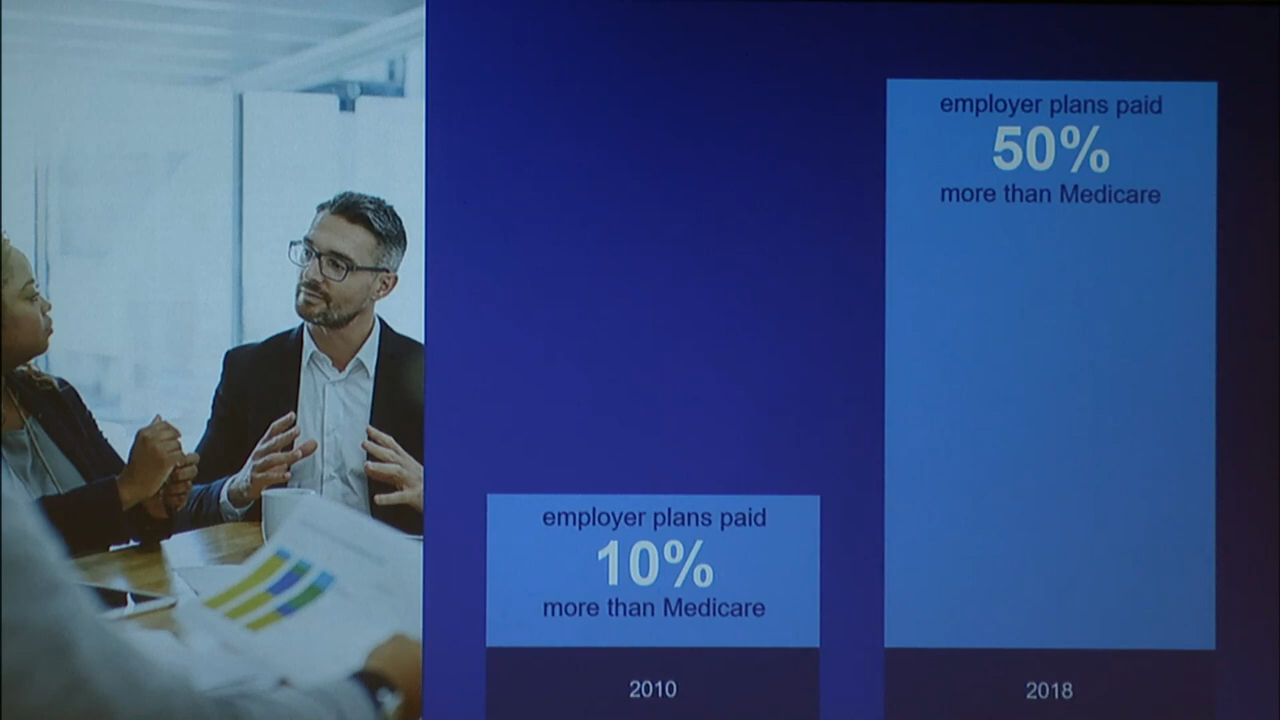 employer plans paid
50%
more than Medicare
employer plans paid
10%
more than Medicare
2010
2018